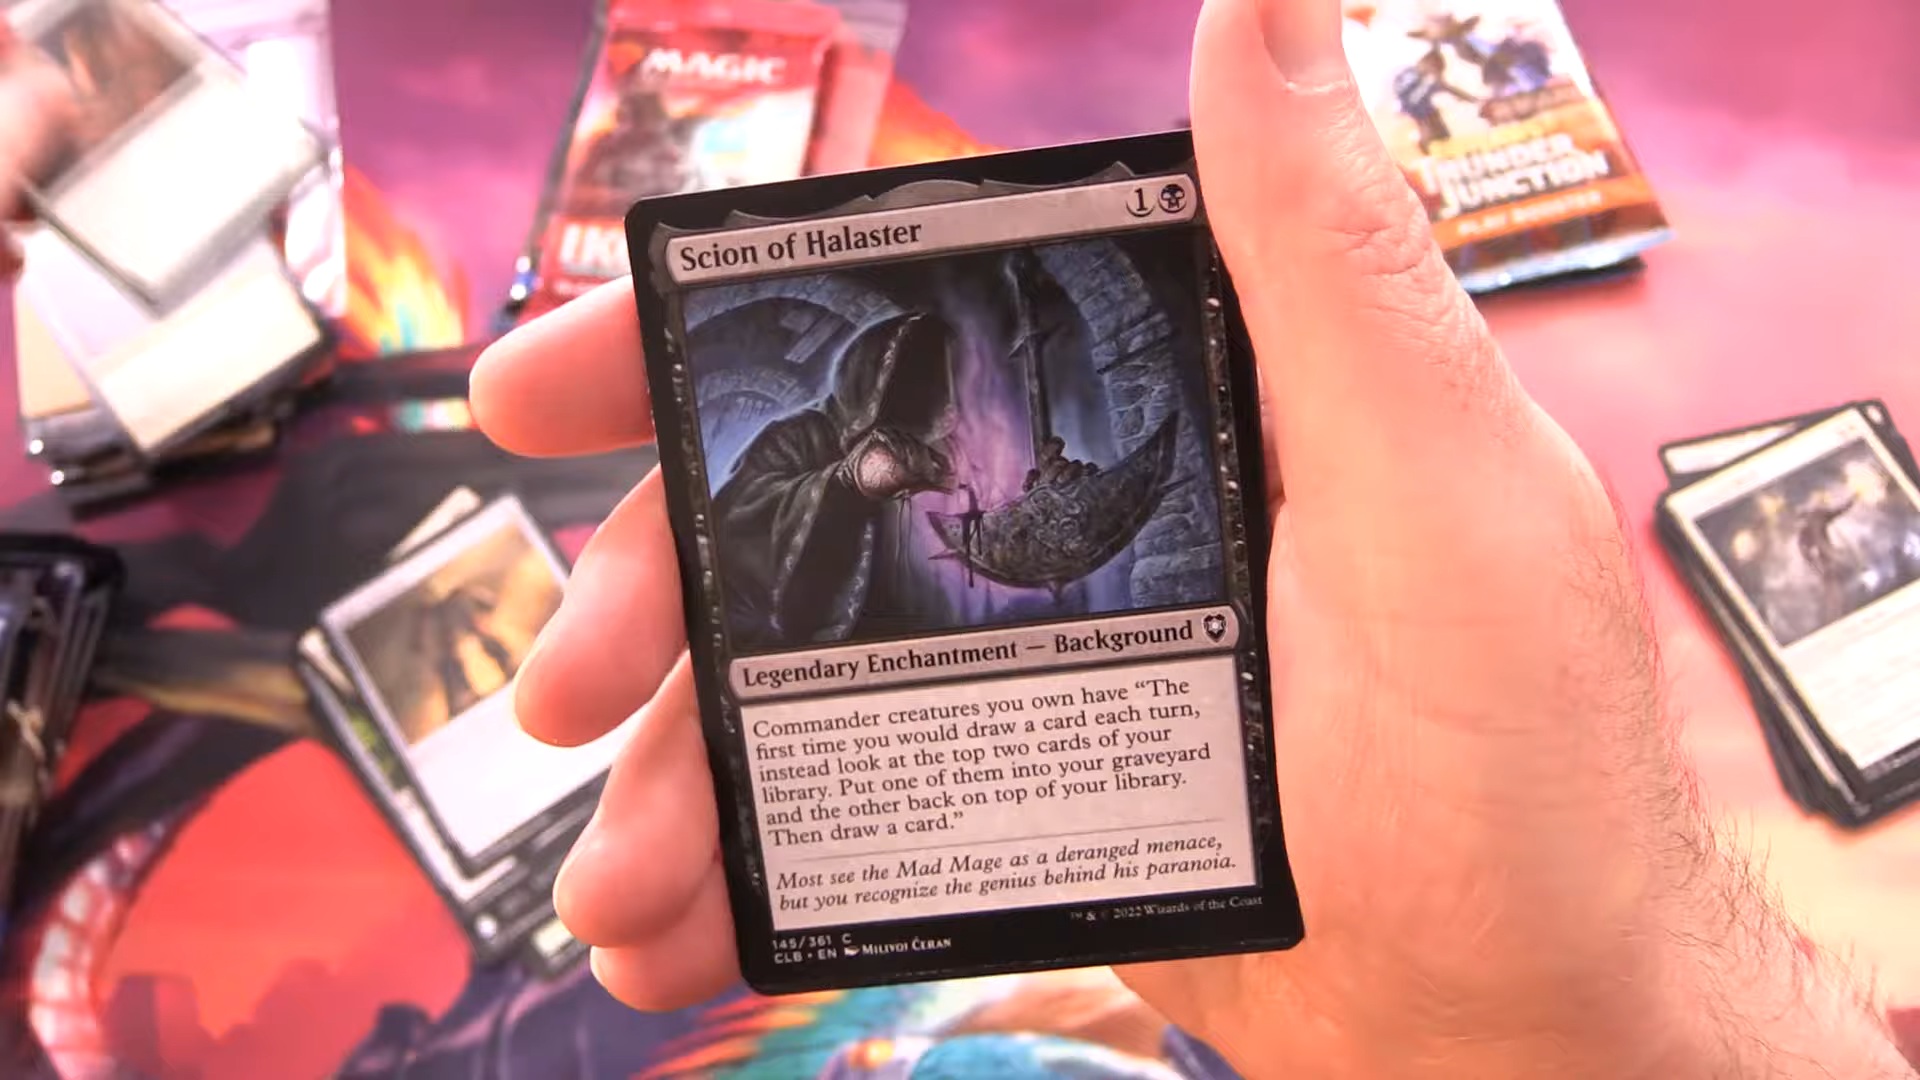 MAGIC
THUNDER
JUNCTION
PLAY BOOSTER
Scion of Halaster
1
Legendary Enchantment — Background
Commander creatures you own have “The
first time you would draw a card each turn,
instead look at the top two cards of your
library. Put one of them into your graveyard
and the other back on top of your library.
Then draw a card.”
Most see the Mad Mage as a deranged menace,
but you recognize the genius behind his paranoia.
145/361 C
CLB • EN Milivoj Ćeran
™ & © 2022 Wizards of the Coast